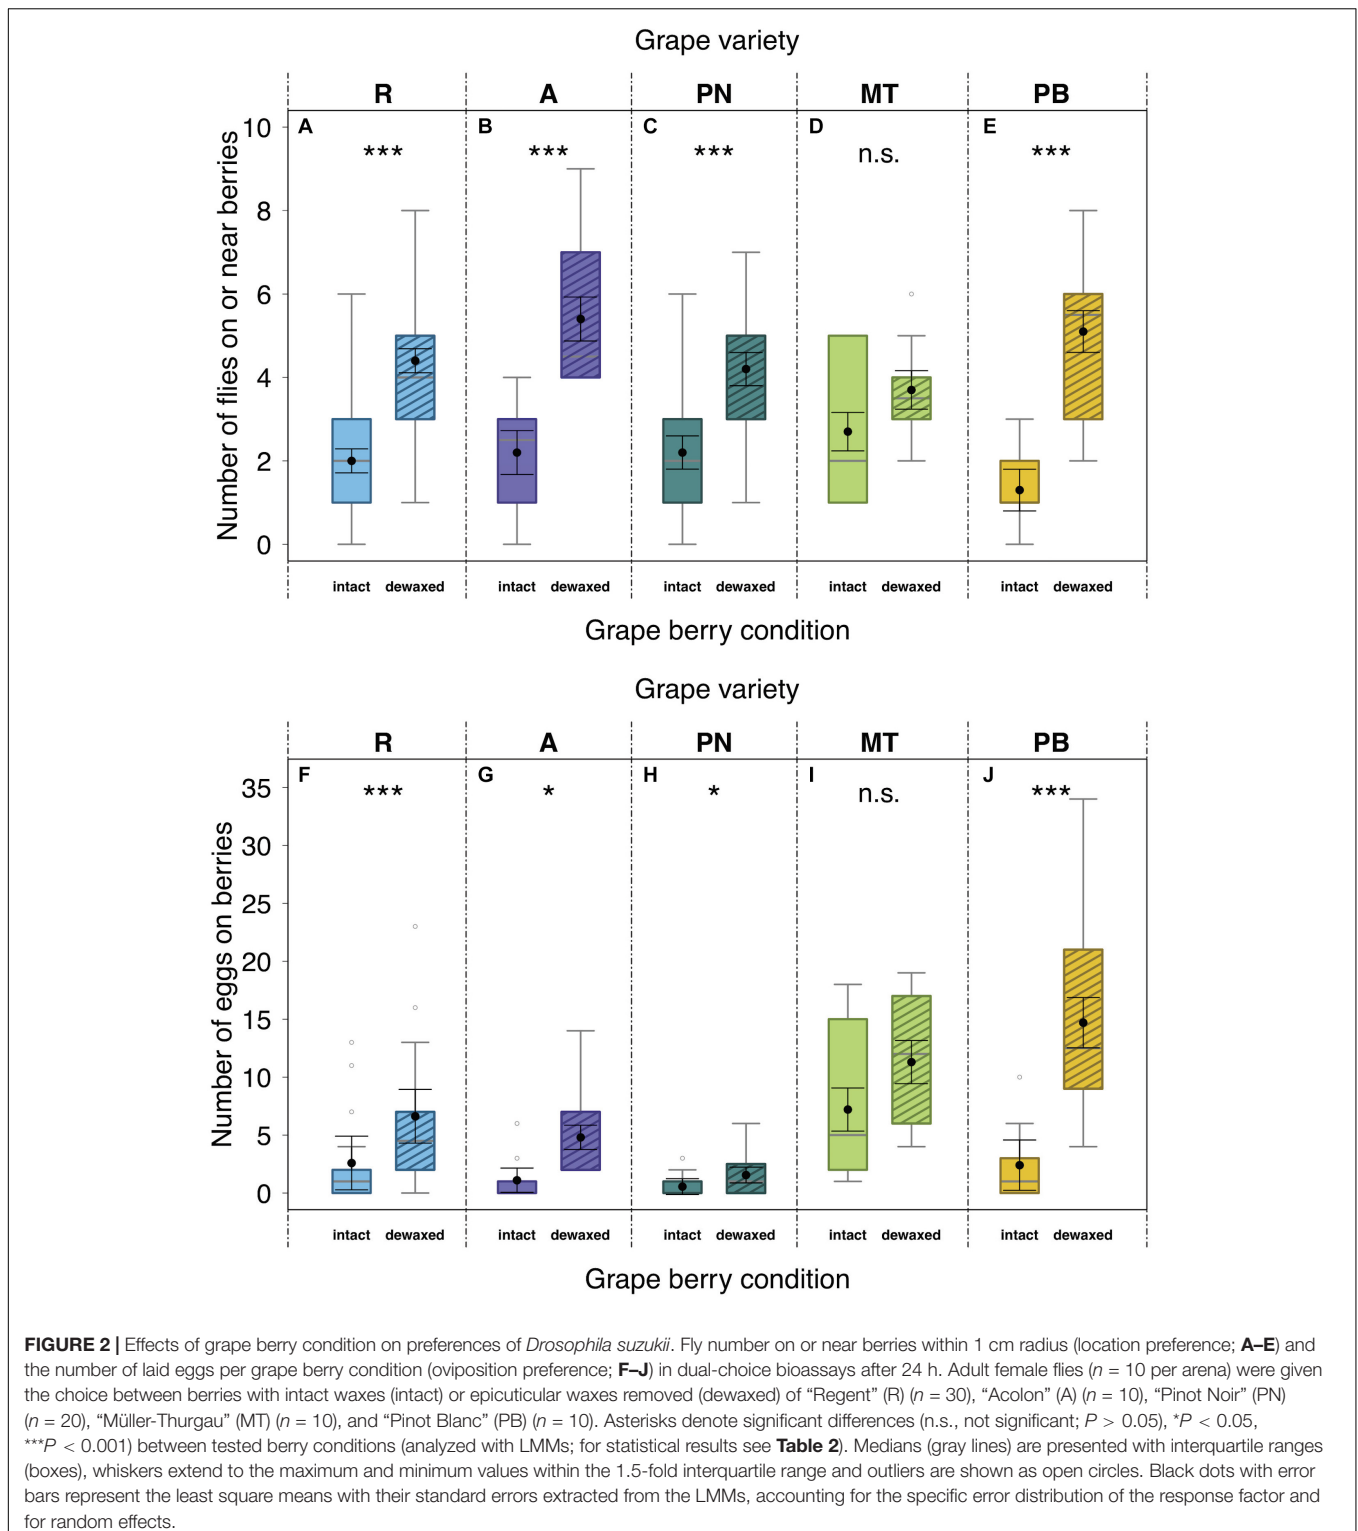 Grape variety
R A PN MT PB
A B C D E
*** *** *** n.s. ***
Number of flies on or near berries
10
8
6
4
2
0
intact dewaxed intact dewaxed intact dewaxed intact dewaxed intact dewaxed
Grape berry condition
Grape variety
R A PN MT PB
F G H I J
*** * * n.s. ***
Number of eggs on berries
35
30
25
20
15
10
5
0
intact dewaxed intact dewaxed intact dewaxed intact dewaxed intact dewaxed
Grape berry condition
FIGURE 2 | Effects of grape berry condition on preferences of Drosophila suzukii. Fly number on or near berries within 1 cm radius (location preference; A–E) and
the number of laid eggs per grape berry condition (oviposition preference; F–J) in dual-choice bioassays after 24 h. Adult female flies (n = 10 per arena) were given
the choice between berries with intact waxes (intact) or epicuticular waxes removed (dewaxed) of “Regent” (R) (n = 30), “Acolon” (A) (n = 10), “Pinot Noir” (PN)
(n = 20), “Müller-Thurgau” (MT) (n = 10), and “Pinot Blanc” (PB) (n = 10). Asterisks denote significant differences (n.s., not significant; P > 0.05), *P < 0.05,
***P < 0.001) between tested berry conditions (analyzed with LMMs; for statistical results see Table 2). Medians (gray lines) are presented with interquartile ranges
(boxes), whiskers extend to the maximum and minimum values within the 1.5-fold interquartile range and outliers are shown as open circles. Black dots with error
bars represent the least square means with their standard errors extracted from the LMMs, accounting for the specific error distribution of the response factor and
for random effects.